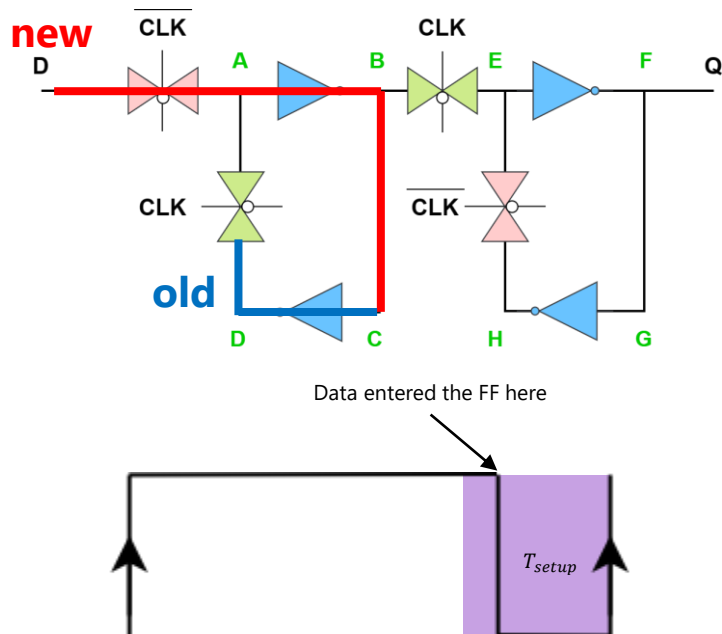 new
CLK
CLK
D
A
B
E
F
Q
CLK
CLK
old
D
C
H
G
Data entered the FF here
T_setup